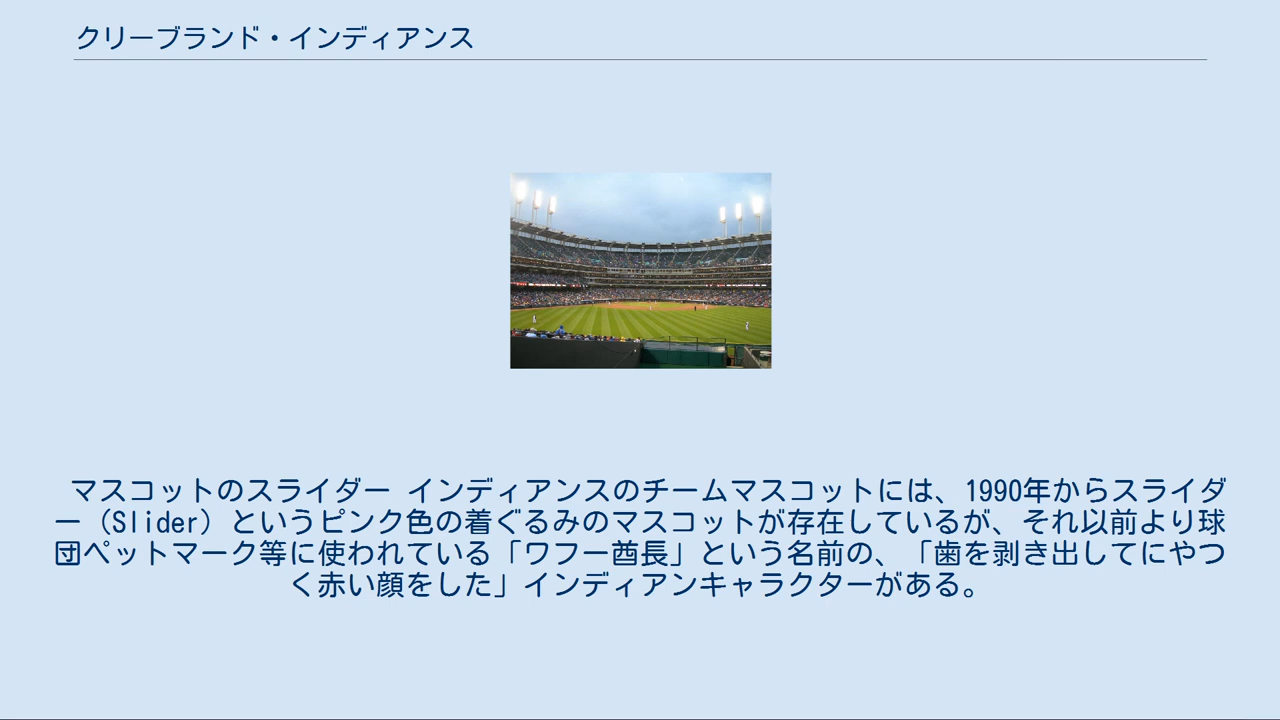 クリーブランド・インディアンス
マスコットのスライダー インディアンスのチームマスコットには、1990年からスライダ
ー（Slider）というピンク色の着ぐるみのマスコットが存在しているが、それ以前より球
団ペットマーク等に使われている「ワフー酋長」という名前の、「歯を剥き出してにやつ
く赤い顔をした」インディアンキャラクターがある。